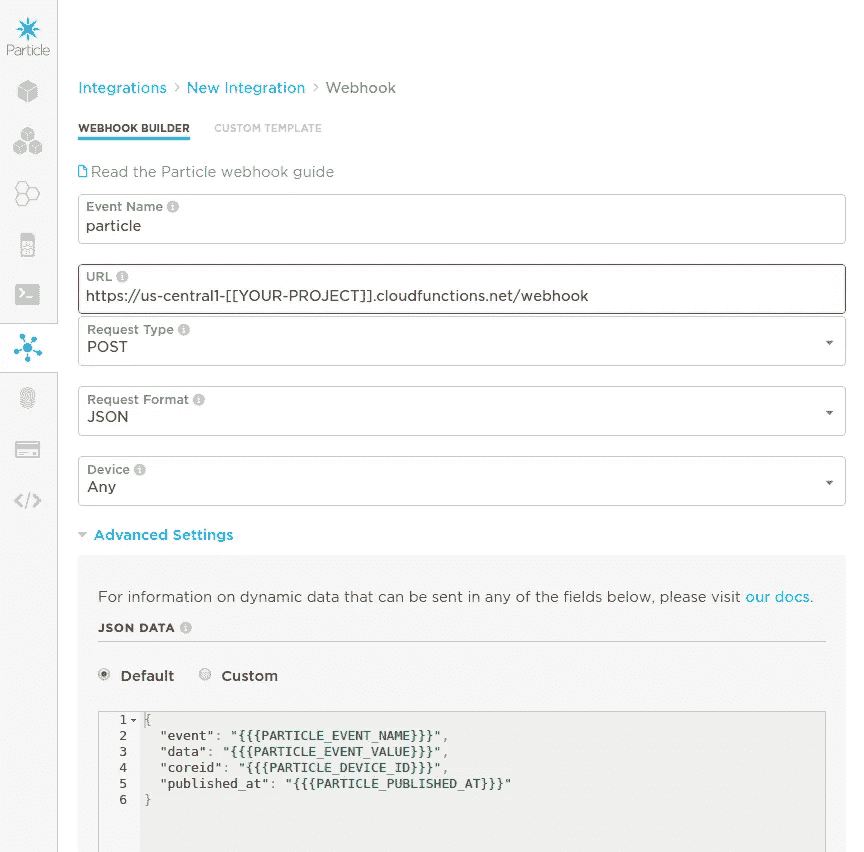 Particle
Integrations > New Integration > Webhook
WEBHOOK BUILDER CUSTOM TEMPLATE
Read the Particle webhook guide
Event Name
particle
URL
https://us-central1-[[YOUR-PROJECT]].cloudfunctions.net/webhook
Request Type
POST
Request Format
JSON
Device
Any
Advanced Settings
For information on dynamic data that can be sent in any of the fields below, please visit our docs.
JSON DATA
Default Custom
1 {
2 "event": "{{{PARTICLE_EVENT_NAME}}}",
3 "data": "{{{PARTICLE_EVENT_VALUE}}}",
4 "coreid": "{{{PARTICLE_DEVICE_ID}}}",
5 "published_at": "{{{PARTICLE_PUBLISHED_AT}}}"
6 }